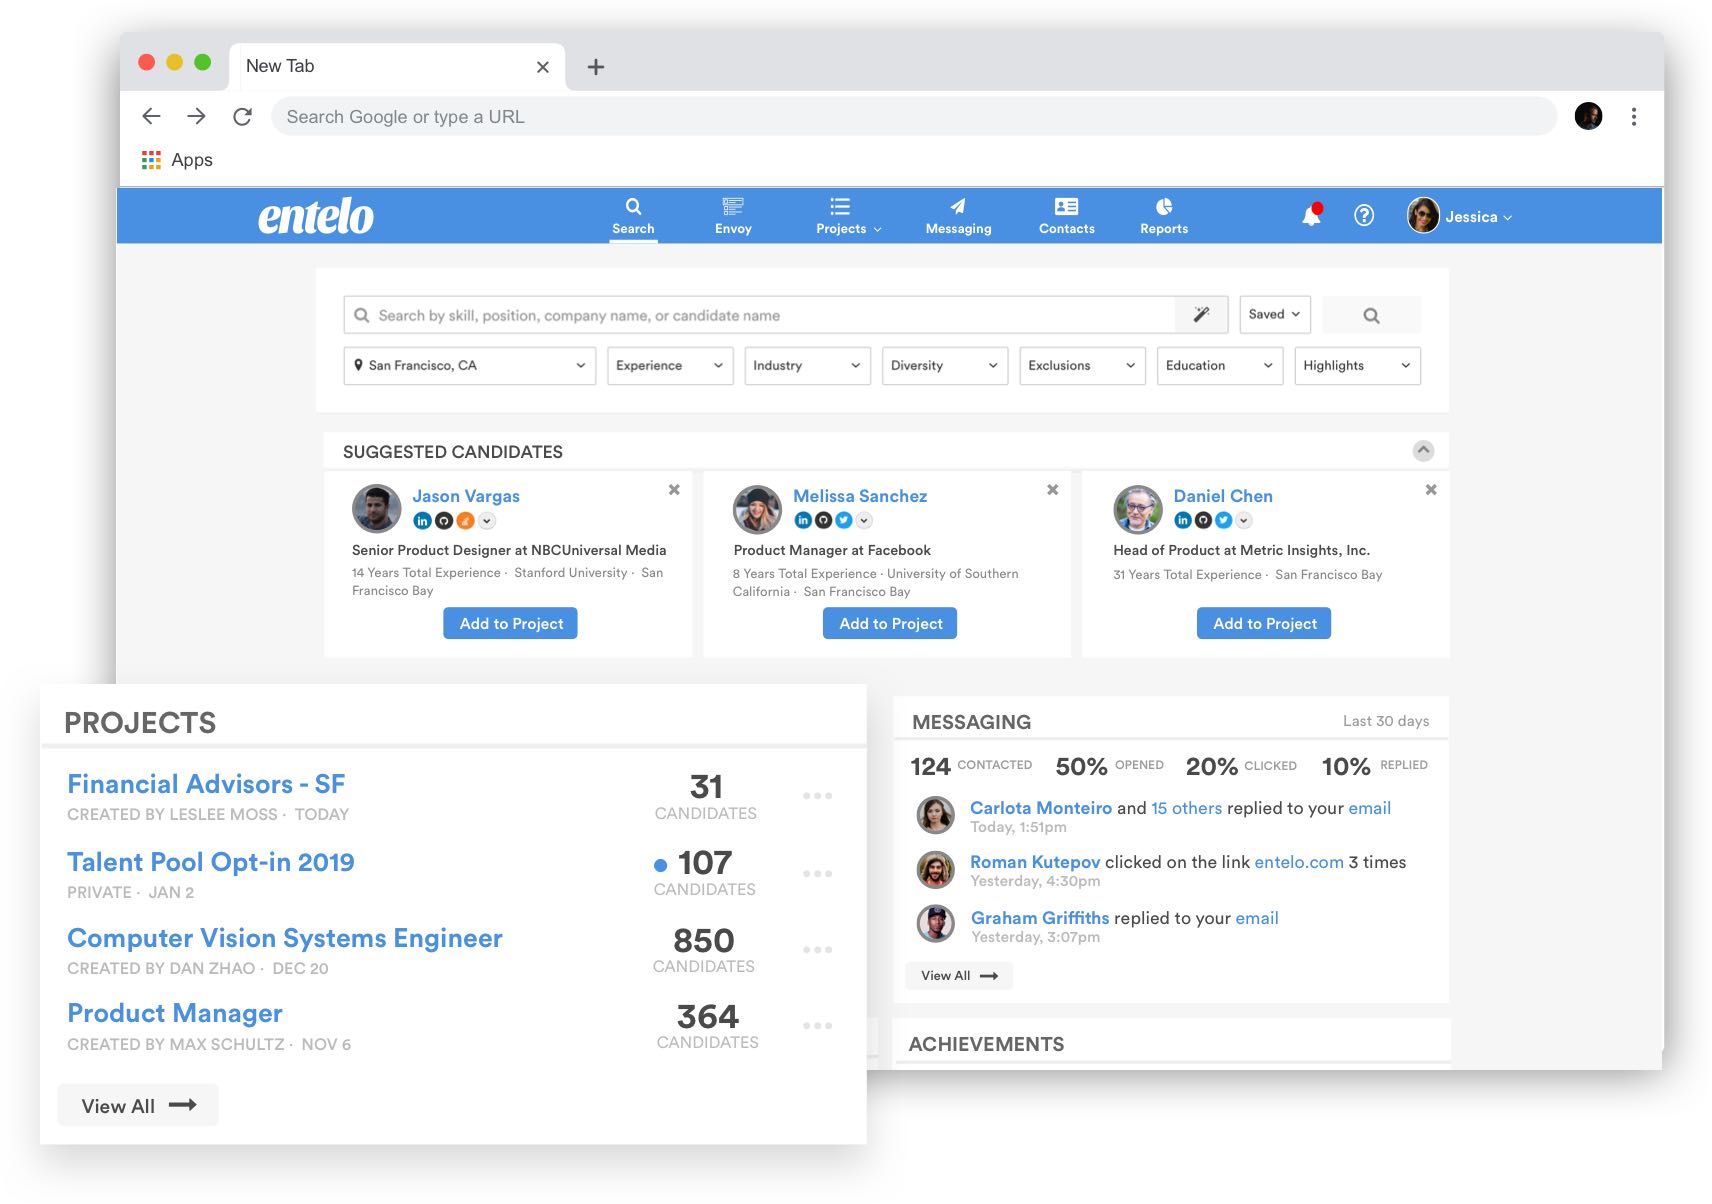 New Tab
Search Google or type a URL
Apps
entelo
Search
Envoy
Projects
Messaging
Contacts
Reports
Jessica
Search by skill, position, company name, or candidate name
Saved
San Francisco, CA
Experience
Industry
Diversity
Exclusions
Education
Highlights
SUGGESTED CANDIDATES
Jason Vargas
Senior Product Designer at NBCUniversal Media
14 Years Total Experience · Stanford University · San
Francisco Bay
Add to Project
Melissa Sanchez
Product Manager at Facebook
8 Years Total Experience · University of Southern
California · San Francisco Bay
Add to Project
Daniel Chen
Head of Product at Metric Insights, Inc.
31 Years Total Experience · San Francisco Bay
Add to Project
PROJECTS
Financial Advisors - SF
CREATED BY LESLEE MOSS · TODAY
31
CANDIDATES
Talent Pool Opt-in 2019
PRIVATE · JAN 2
107
CANDIDATES
Computer Vision Systems Engineer
CREATED BY DAN ZHAO · DEC 20
850
CANDIDATES
Product Manager
CREATED BY MAX SCHULTZ · NOV 6
364
CANDIDATES
View All
MESSAGING
Last 30 days
124 CONTACTED
50% OPENED
20% CLICKED
10% REPLIED
Carlota Monteiro and 15 others replied to your email
Today, 1:51pm
Roman Kutepov clicked on the link entelo.com 3 times
Yesterday, 4:30pm
Graham Griffiths replied to your email
Yesterday, 3:07pm
View All
ACHIEVEMENTS